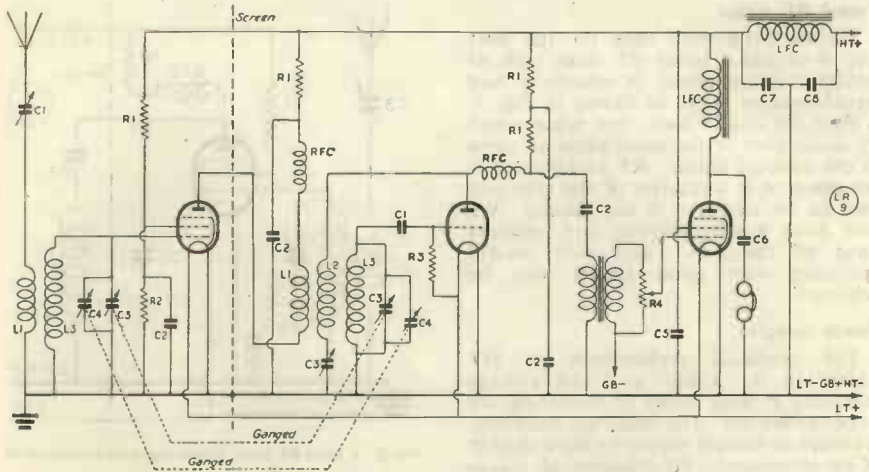 Screen
LFC
HT+
C7
C8
R1
R1
R1
R1
LFC
C1
RFC
RFC
LR
9
C2
C1
C2
C6
L1
L3
C4
C3
R2
C2
L1
L2
L3
C3
R3
C4
R4
C3
C2
C5
GB-
LT-GB+HT-
LT+
Ganged
Ganged